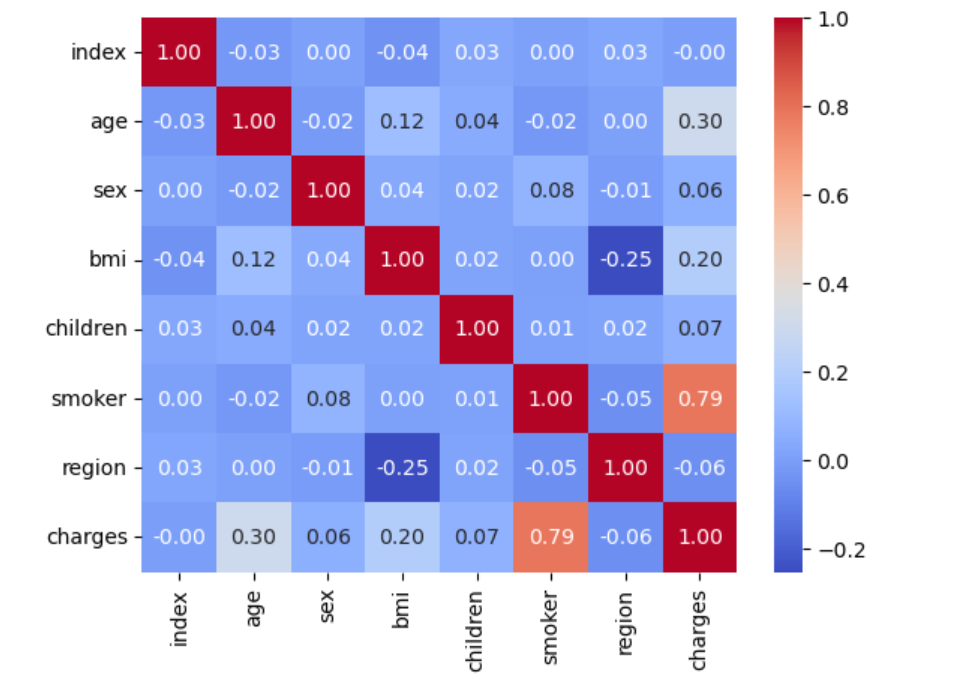 index 1.00 -0.03 0.00 -0.04 0.03 0.00 0.03 -0.00
age -0.03 1.00 -0.02 0.12 0.04 -0.02 0.00 0.30
sex 0.00 -0.02 1.00 0.04 0.02 0.08 -0.01 0.06
bmi -0.04 0.12 0.04 1.00 0.02 0.00 -0.25 0.20
children 0.03 0.04 0.02 0.02 1.00 0.01 0.02 0.07
smoker 0.00 -0.02 0.08 0.00 0.01 1.00 -0.05 0.79
region 0.03 0.00 -0.01 -0.25 0.02 -0.05 1.00 -0.06
charges -0.00 0.30 0.06 0.20 0.07 0.79 -0.06 1.00
index age sex bmi children smoker region charges
1.0
0.8
0.6
0.4
0.2
0.0
−0.2